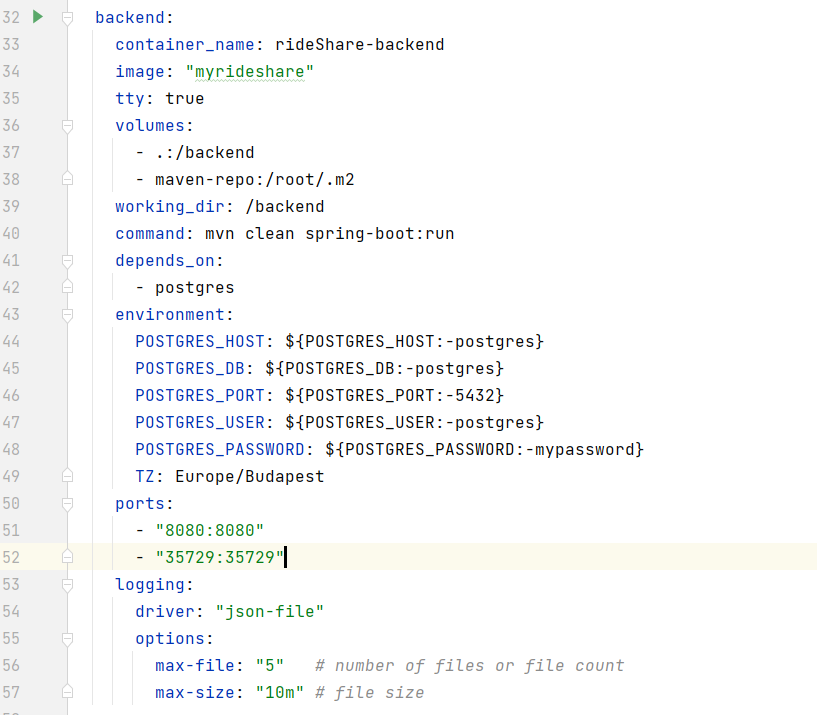 32 backend:
33 container_name: rideShare-backend
34 image: "myrideshare"
35 tty: true
36 volumes:
37 - .:/backend
38 - maven-repo:/root/.m2
39 working_dir: /backend
40 command: mvn clean spring-boot:run
41 depends_on:
42 - postgres
43 environment:
44 POSTGRES_HOST: ${POSTGRES_HOST:-postgres}
45 POSTGRES_DB: ${POSTGRES_DB:-postgres}
46 POSTGRES_PORT: ${POSTGRES_PORT:-5432}
47 POSTGRES_USER: ${POSTGRES_USER:-postgres}
48 POSTGRES_PASSWORD: ${POSTGRES_PASSWORD:-mypassword}
49 TZ: Europe/Budapest
50 ports:
51 - "8080:8080"
52 - "35729:35729"
53 logging:
54 driver: "json-file"
55 options:
56 max-file: "5" # number of files or file count
57 max-size: "10m" # file size